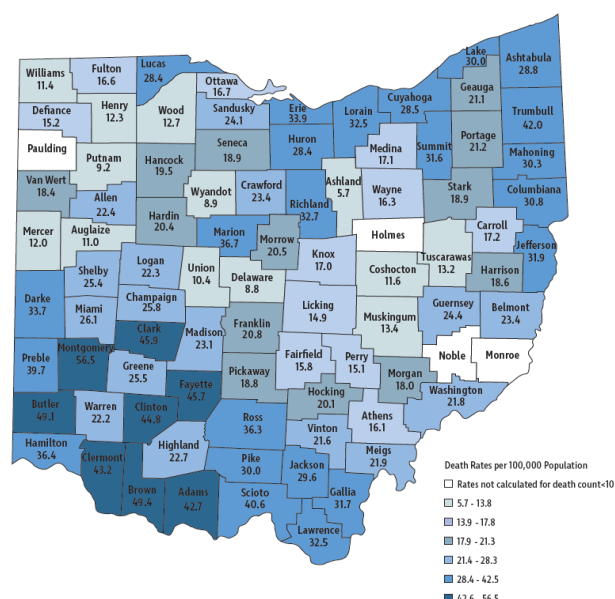 Williams
11.4
Fulton
16.6
Lucas
28.4
Ottawa
16.7
Lake
30.0
Ashtabula
28.8
Geauga
21.1
Defiance
15.2
Henry
12.3
Wood
12.7
Sandusky
24.1
Erie
33.9
Lorain
32.5
Cuyahoga
28.5
Trumbull
42.0
Paulding
Putnam
9.2
Hancock
19.5
Seneca
18.9
Huron
28.4
Medina
17.1
Summit
31.6
Portage
21.2
Mahoning
30.3
Van Wert
18.4
Allen
22.4
Wyandot
8.9
Crawford
23.4
Richland
32.7
Ashland
5.7
Wayne
16.3
Stark
18.9
Columbiana
30.8
Mercer
12.0
Auglaize
11.0
Hardin
20.4
Marion
36.7
Morrow
20.5
Holmes
Carroll
17.2
Jefferson
31.9
Shelby
25.4
Logan
22.3
Union
10.4
Delaware
8.8
Knox
17.0
Coshocton
11.6
Tuscarawas
13.2
Harrison
18.6
Darke
33.7
Miami
26.1
Champaign
25.8
Clark
45.9
Madison
23.1
Franklin
20.8
Licking
14.9
Muskingum
13.4
Guernsey
24.4
Belmont
23.4
Preble
39.7
Montgomery
56.5
Greene
25.5
Fayette
45.7
Pickaway
18.8
Fairfield
15.8
Perry
15.1
Morgan
18.0
Noble
Monroe
Butler
49.1
Warren
22.2
Clinton
44.8
Ross
36.3
Hocking
20.1
Athens
16.1
Washington
21.8
Hamilton
36.4
Clermont
43.2
Highland
22.7
Vinton
21.6
Meigs
21.9
Brown
49.4
Adams
42.7
Pike
30.0
Jackson
29.6
Gallia
31.7
Scioto
40.6
Lawrence
32.5
Death Rates per 100,000 Population
Rates not calculated for death count<10
5.7 - 13.8
13.9 - 17.8
17.9 - 21.3
21.4 - 28.3
28.4 - 42.5
42.6 - 56.5